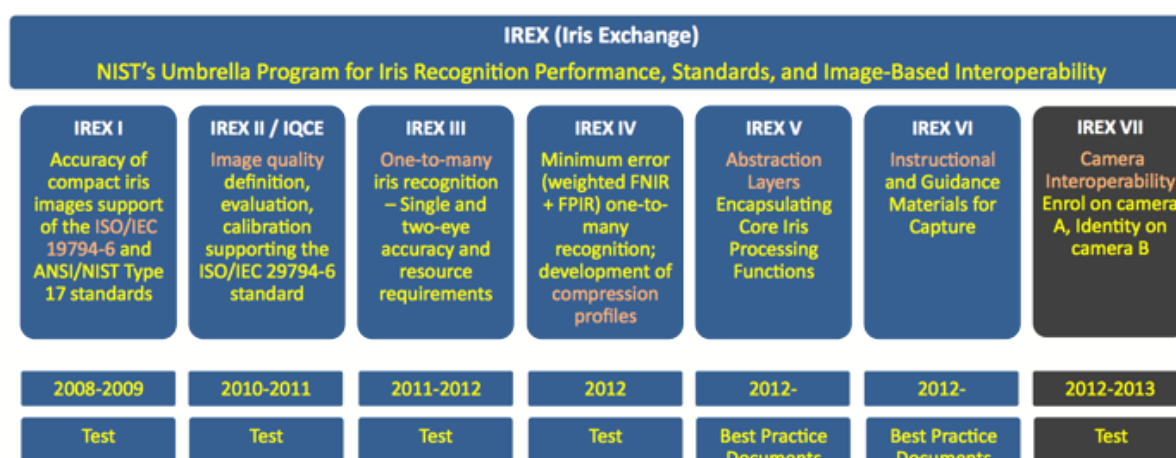 IREX (Iris Exchange)
NIST's Umbrella Program for Iris Recognition Performance, Standards, and Image-Based Interoperability
IREX I
Accuracy of
compact iris
images support
of the ISO/IEC
19794-6 and
ANSI/NIST Type
17 standards
2008-2009
Test
IREX II / IQCE
Image quality
definition,
evaluation,
calibration
supporting the
ISO/IEC 29794-6
standard
2010-2011
Test
IREX III
One-to-many
iris recognition
– Single and
two-eye
accuracy and
resource
requirements
2011-2012
Test
IREX IV
Minimum error
(weighted FNIR
+ FPIR) one-to-
many
recognition;
development of
compression
profiles
2012
Test
IREX V
Abstraction
Layers
Encapsulating
Core Iris
Processing
Functions
2012-
Best Practice
Documents
IREX VI
Instructional
and Guidance
Materials for
Capture
2012-
Best Practice
Documents
IREX VII
Camera
Interoperability
Enrol on camera
A, Identity on
camera B
2012-2013
Test